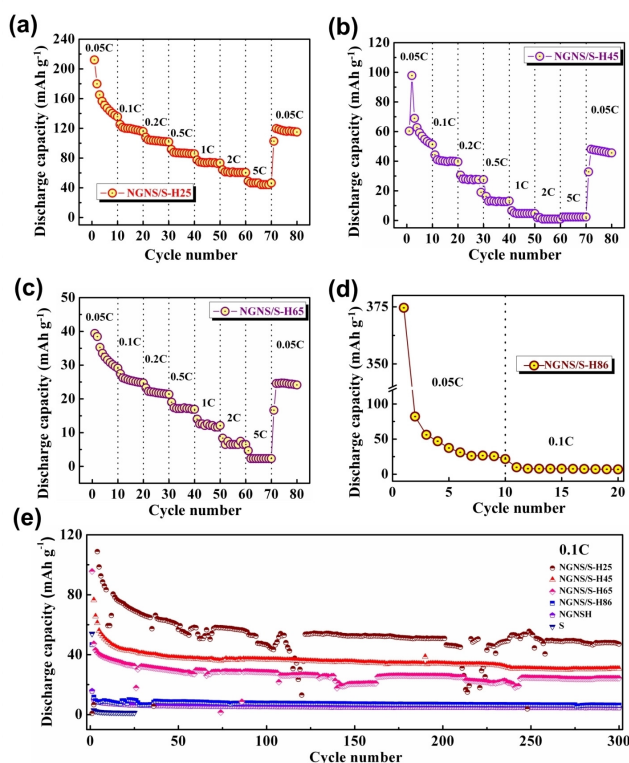 (a)
Discharge capacity (mAh g⁻¹)
240
200
160
120
80
40
0
0.05C
0.1C
0.2C
0.5C
1C
2C
5C
0.05C
NGNS/S-H25
0 10 20 30 40 50 60 70 80
Cycle number
(b)
Discharge capacity (mAh g⁻¹)
120
100
80
60
40
20
0
0.05C
0.1C
0.2C
0.5C
1C
2C
5C
0.05C
NGNS/S-H45
0 10 20 30 40 50 60 70 80
Cycle number
(c)
Discharge capacity (mAh g⁻¹)
50
40
30
20
10
0
0.05C
0.1C
0.2C
0.5C
1C
2C
5C
0.05C
NGNS/S-H65
0 10 20 30 40 50 60 70 80
Cycle number
(d)
Discharge capacity (mAh g⁻¹)
375
350
100
75
50
25
0
0.05C
0.1C
NGNS/S-H86
0 5 10 15 20
Cycle number
(e)
Discharge capacity (mAh g⁻¹)
120
80
40
0
0.1C
NGNS/S-H25
NGNS/S-H45
NGNS/S-H65
NGNS/S-H86
NGNSH
S
0 50 100 150 200 250 300
Cycle number